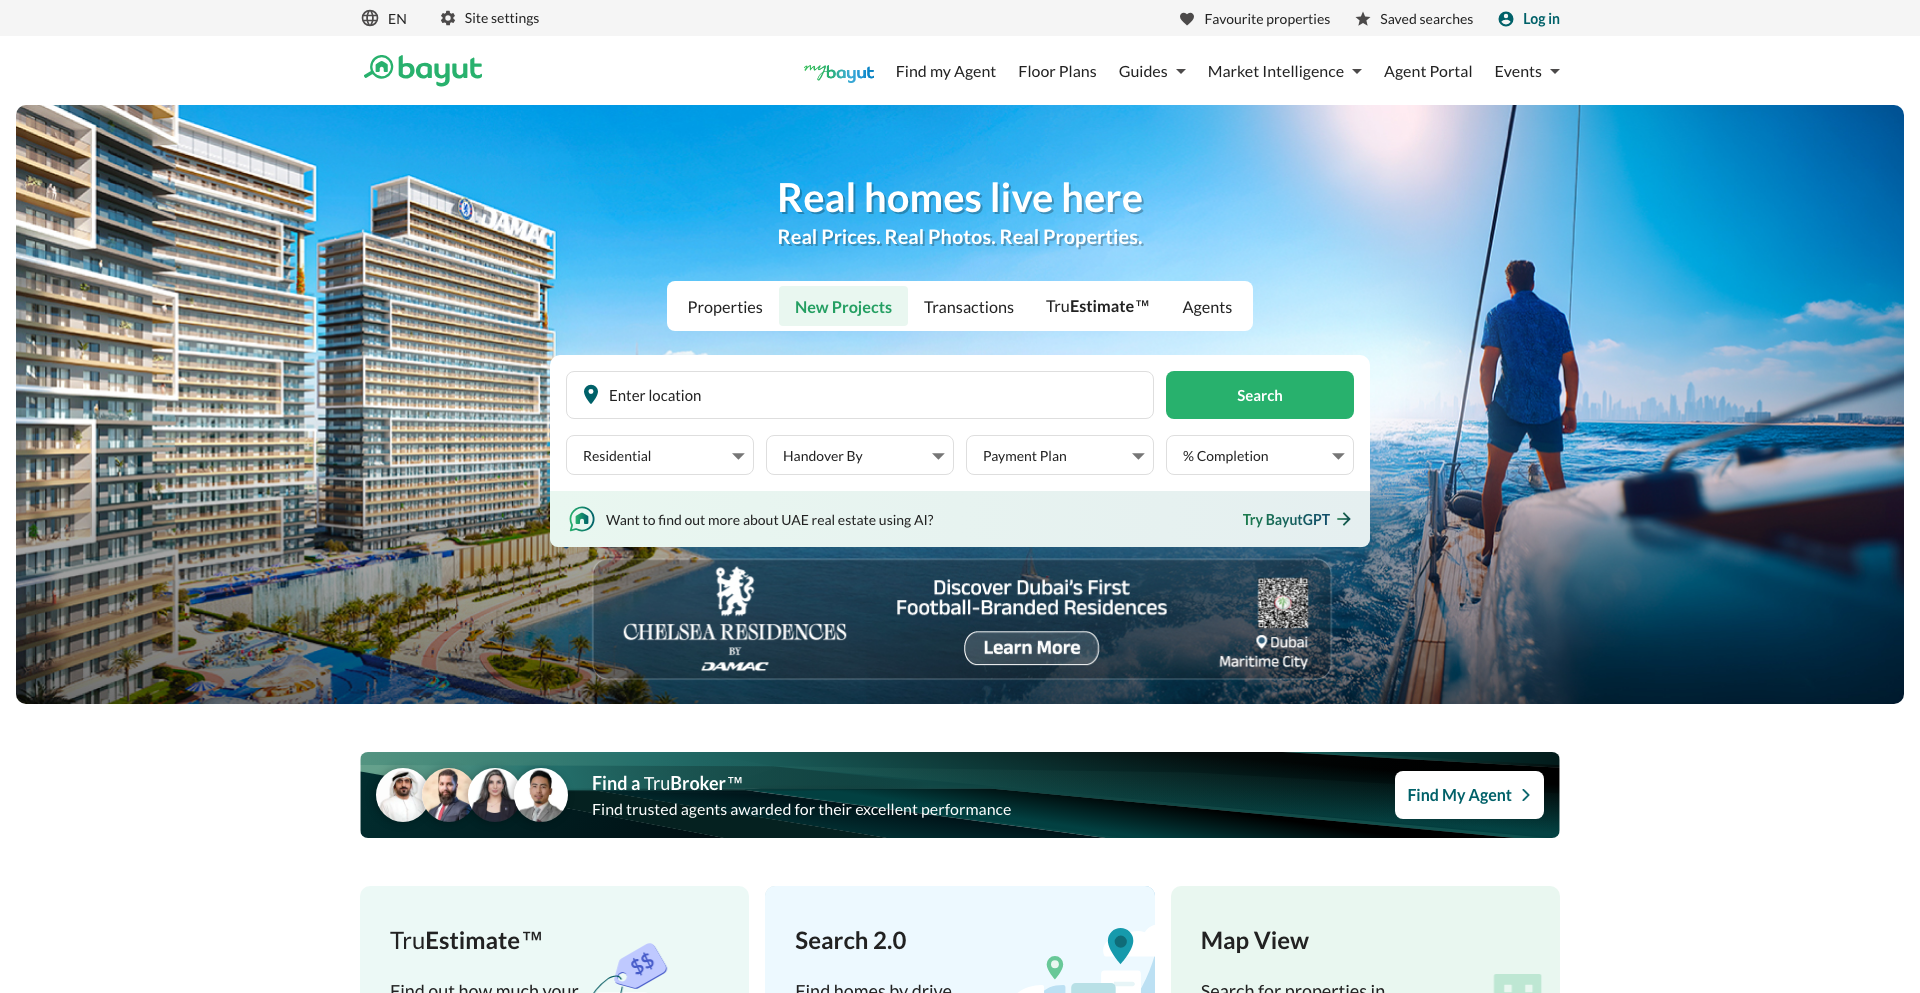 EN
Site settings
Favourite properties
Saved searches
Log in
bayut
mybayut
Find my Agent
Floor Plans
Guides
Market Intelligence
Agent Portal
Events
DAMAC
Real homes live here
Real Prices. Real Photos. Real Properties.
Properties
New Projects
Transactions
TruEstimate™
Agents
Enter location
Search
Residential
Handover By
Payment Plan
% Completion
Want to find out more about UAE real estate using AI?
Try BayutGPT
CHELSEA RESIDENCES
BY
DAMAC
Discover Dubai's First
Football-Branded Residences
Learn More
Dubai
Maritime City
Find a TruBroker™
Find trusted agents awarded for their excellent performance
Find My Agent
TruEstimate™
Find out how much your
$$
Search 2.0
Find homes by drive
Map View
Search for properties in